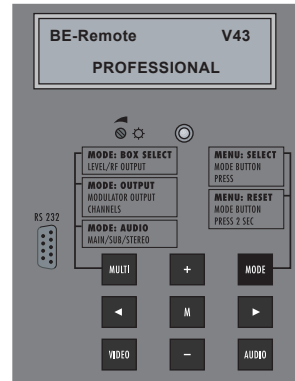 BE-Remote V43
PROFESSIONAL
MODE: BOX SELECT
LEVEL/RF OUTPUT
MODE: OUTPUT
MODULATOR OUTPUT
CHANNELS
MODE: AUDIO
MAIN/SUB/STEREO
MENU: SELECT
MODE BUTTON
PRESS
MENU: RESET
MODE BUTTON
PRESS 2 SEC
RS 232
MULTI + MODE
◄ M ►
VIDEO − AUDIO